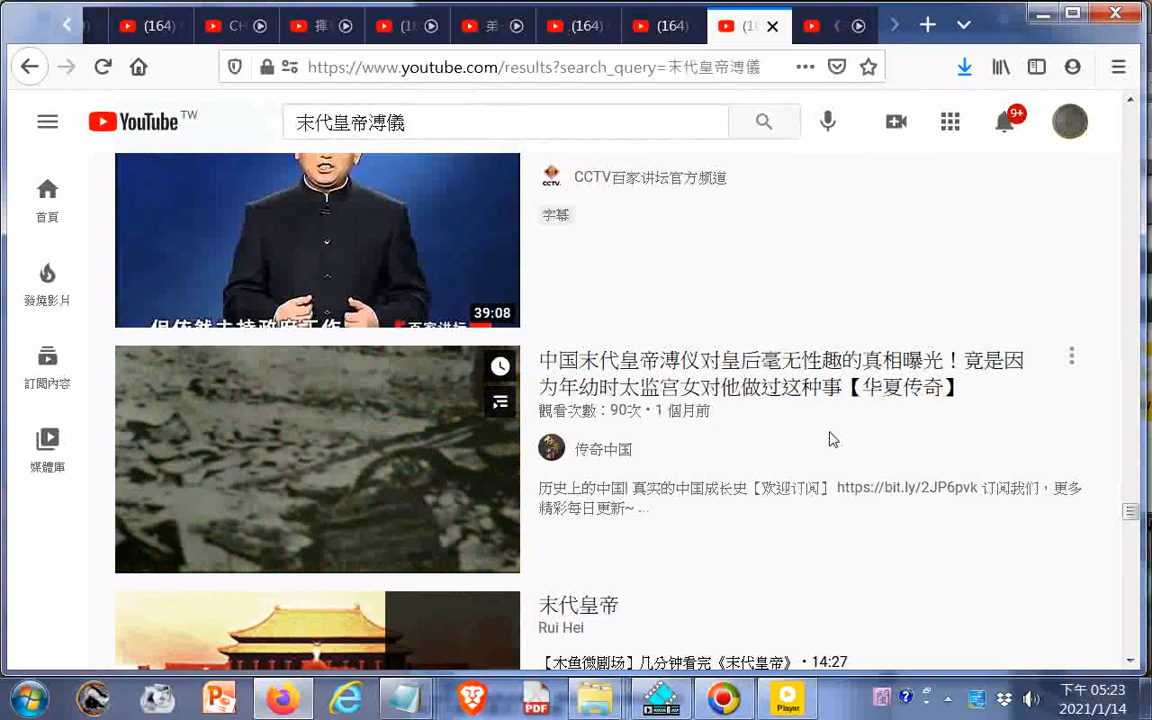 (164)
CH
(1
(164)
(164)
(1
https://www.youtube.com/results?search_query=末代皇帝溥儀
YouTube TW
末代皇帝溥儀
9+
首頁
發燒影片
訂閱內容
媒體庫
39:08
CCTV百家讲坛官方频道
字幕
中国末代皇帝溥仪对皇后毫无性趣的真相曝光！竟是因
为年幼时太监宫女对他做过这种事【华夏传奇】
觀看次數：90次・1 個月前
传奇中国
历史上的中国| 真实的中国成长史【欢迎订阅】 https://bit.ly/2JP6pvk 订阅我们，更多
精彩每日更新~ ...
末代皇帝
Rui Hei
【木鱼微剧场】几分钟看完《末代皇帝》・14:27
PDF
Player
下午 05:23
2021/1/14